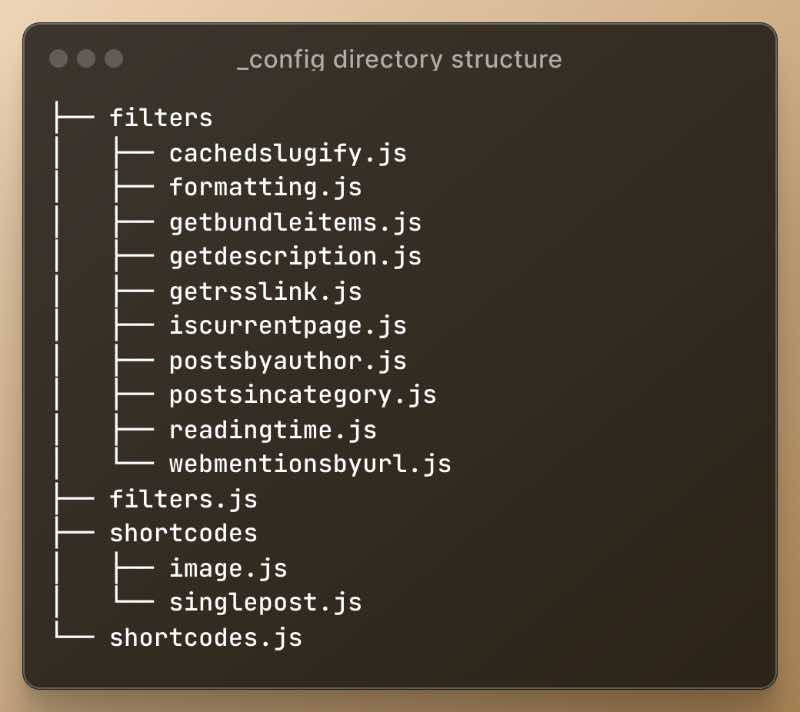 _config directory structure
├── filters
│   ├── cachedslugify.js
│   ├── formatting.js
│   ├── getbundleitems.js
│   ├── getdescription.js
│   ├── getrsslink.js
│   ├── iscurrentpage.js
│   ├── postsbyauthor.js
│   ├── postsincategory.js
│   ├── readingtime.js
│   └── webmentionsbyurl.js
├── filters.js
├── shortcodes
│   ├── image.js
│   └── singlepost.js
└── shortcodes.js